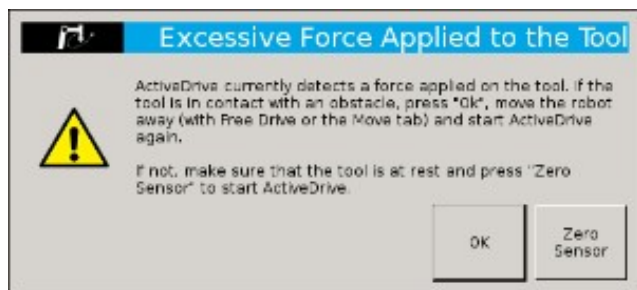 Excessive Force Applied to the Tool
ActiveDrive currently detects a force applied on the tool. If the
tool is in contact with an obstacle, press "Ok", move the robot
away (with Free Drive or the Move tab) and start ActiveDrive
again.
If not, make sure that the tool is at rest and press "Zero
Sensor" to start ActiveDrive.
OK
Zero
Sensor